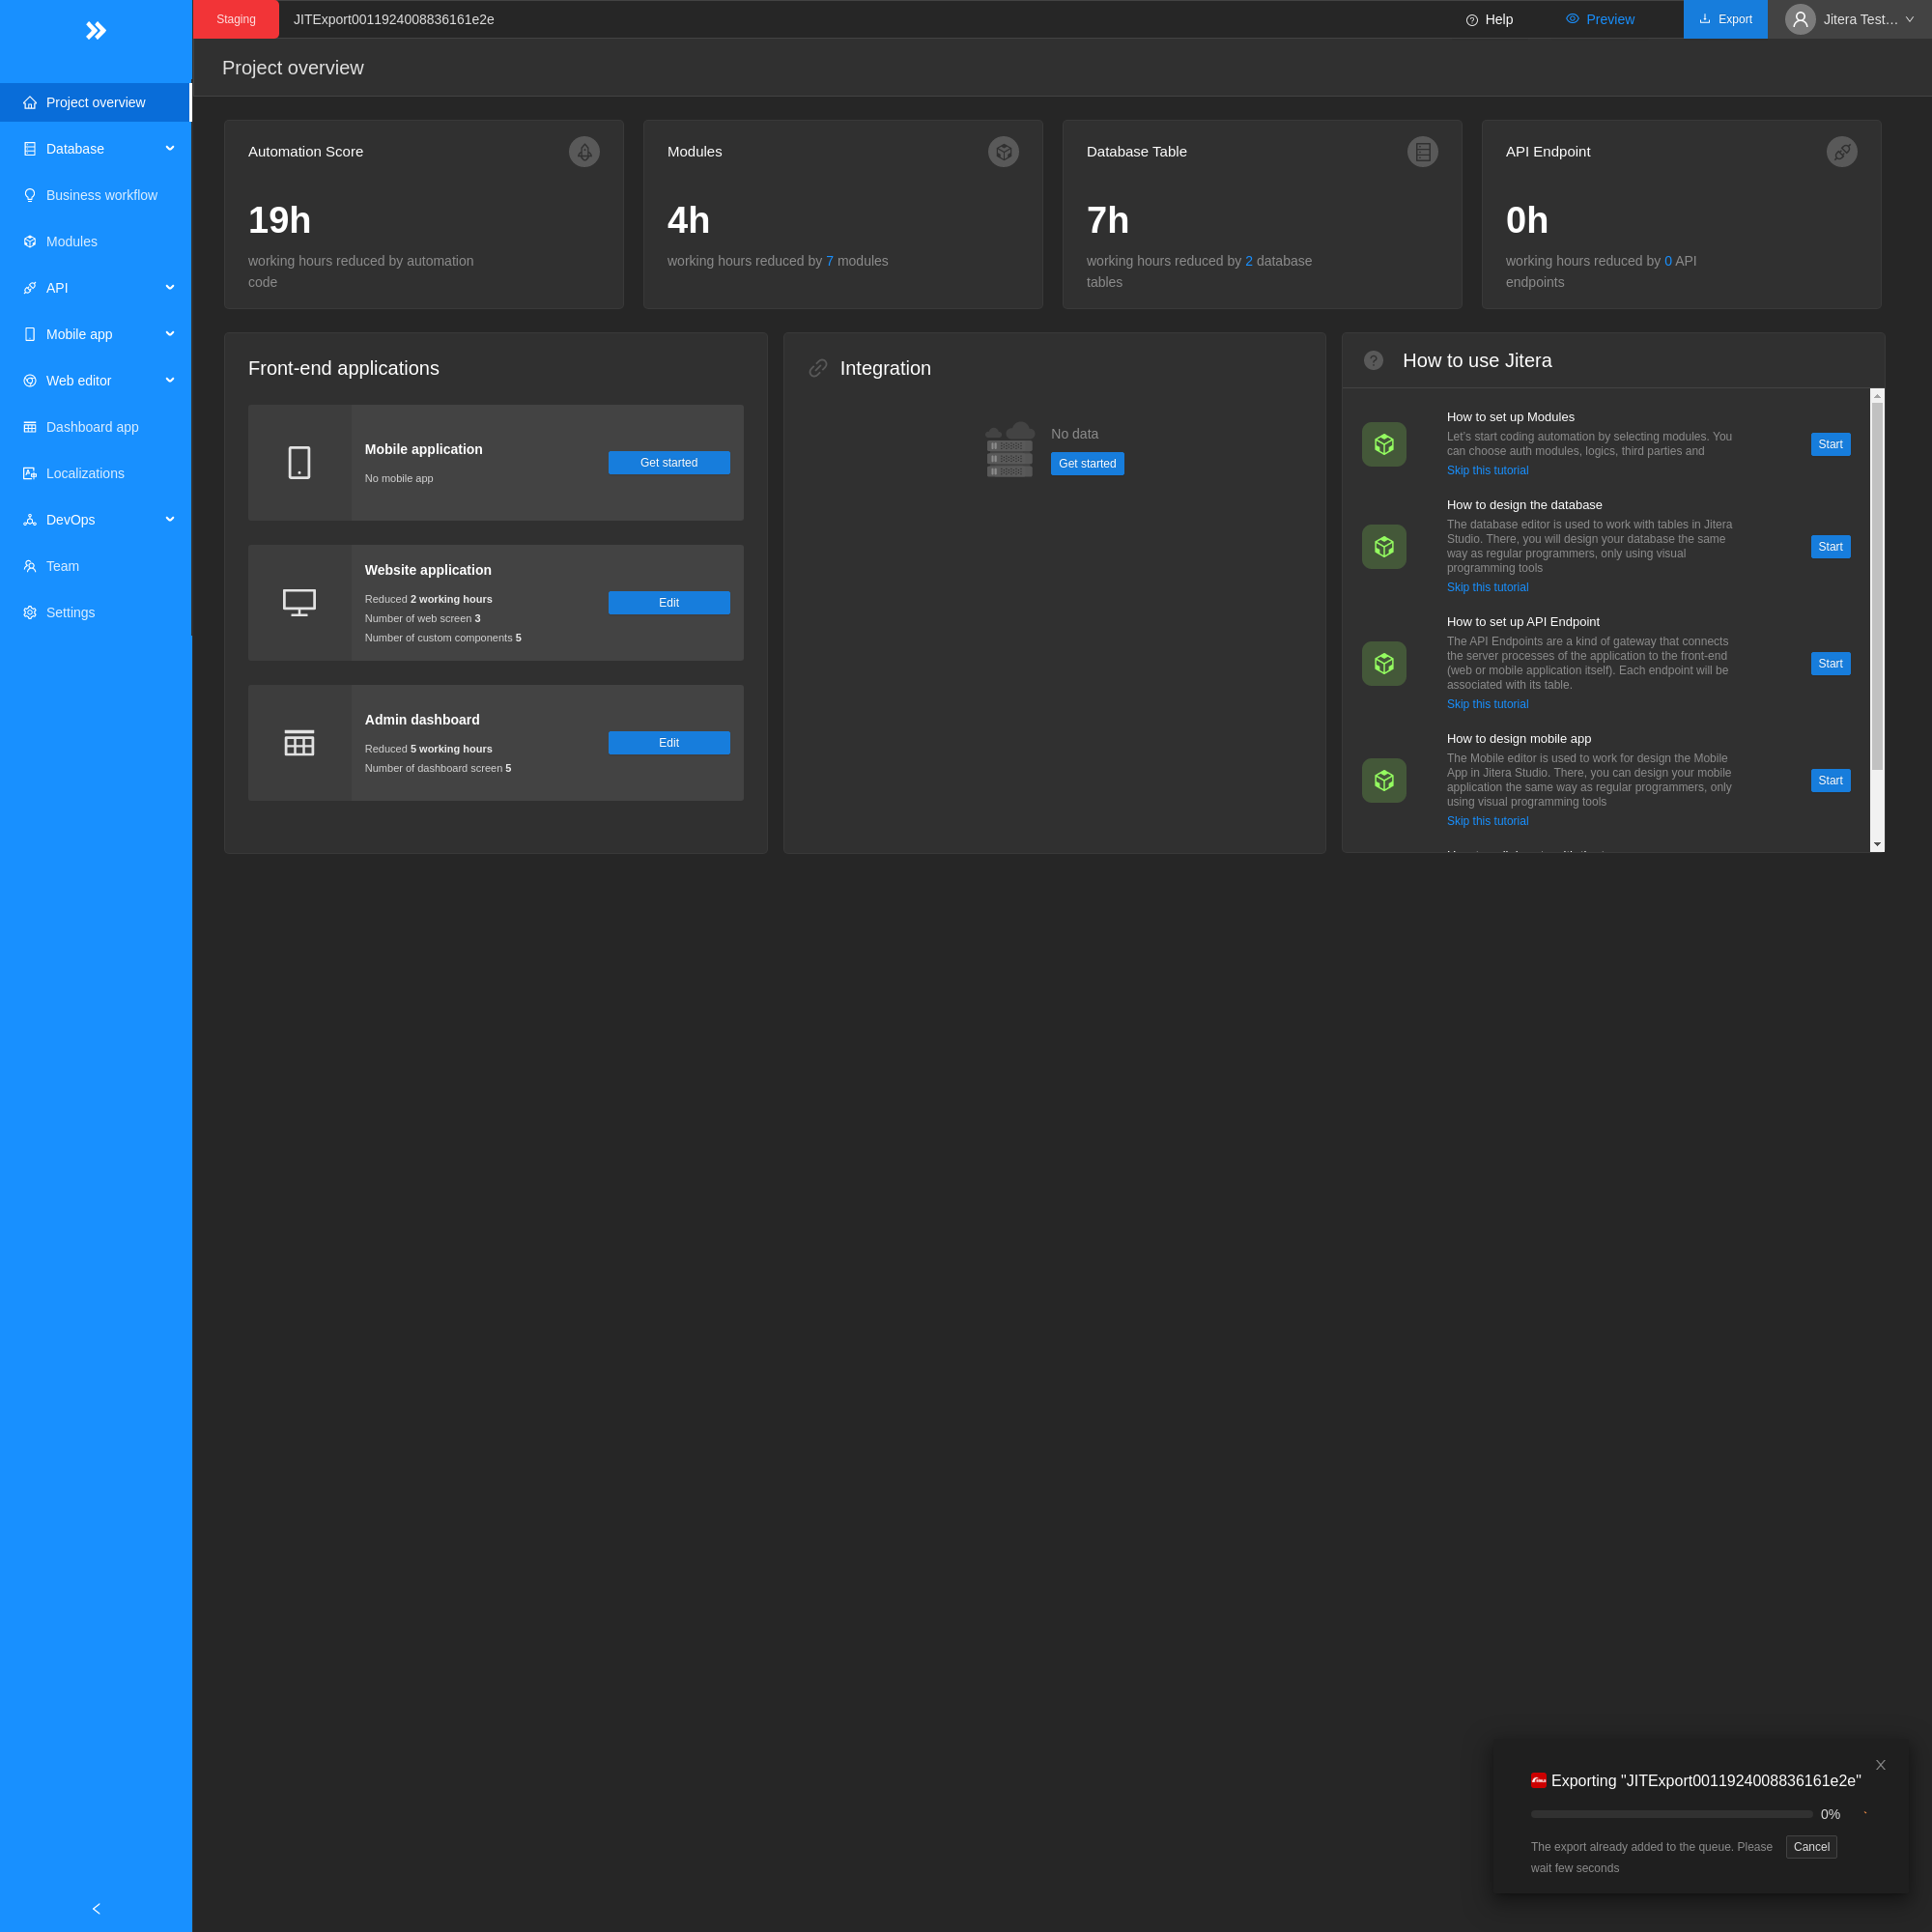 Staging
JITExport0011924008836161e2e
Help
Preview
Export
Jitera Test...
Project overview
Project overview
Database
Business workflow
Modules
API
Mobile app
Web editor
Dashboard app
Localizations
DevOps
Team
Settings
Automation Score
19h
working hours reduced by automation
code
Modules
4h
working hours reduced by 7 modules
Database Table
7h
working hours reduced by 2 database
tables
API Endpoint
0h
working hours reduced by 0 API
endpoints
Front-end applications
Mobile application
No mobile app
Get started
Website application
Reduced 2 working hours
Number of web screen 3
Number of custom components 5
Edit
Admin dashboard
Reduced 5 working hours
Number of dashboard screen 5
Edit
Integration
No data
Get started
How to use Jitera
How to set up Modules
Let's start coding automation by selecting modules. You
can choose auth modules, logics, third parties and
Skip this tutorial
Start
How to design the database
The database editor is used to work with tables in Jitera
Studio. There, you will design your database the same
way as regular programmers, only using visual
programming tools
Skip this tutorial
Start
How to set up API Endpoint
The API Endpoints are a kind of gateway that connects
the server processes of the application to the front-end
(web or mobile application itself). Each endpoint will be
associated with its table.
Skip this tutorial
Start
How to design mobile app
The Mobile editor is used to work for design the Mobile
App in Jitera Studio. There, you can design your mobile
application the same way as regular programmers, only
using visual programming tools
Skip this tutorial
Start
Exporting "JITExport0011924008836161e2e"
0%
The export already added to the queue. Please
wait few seconds
Cancel